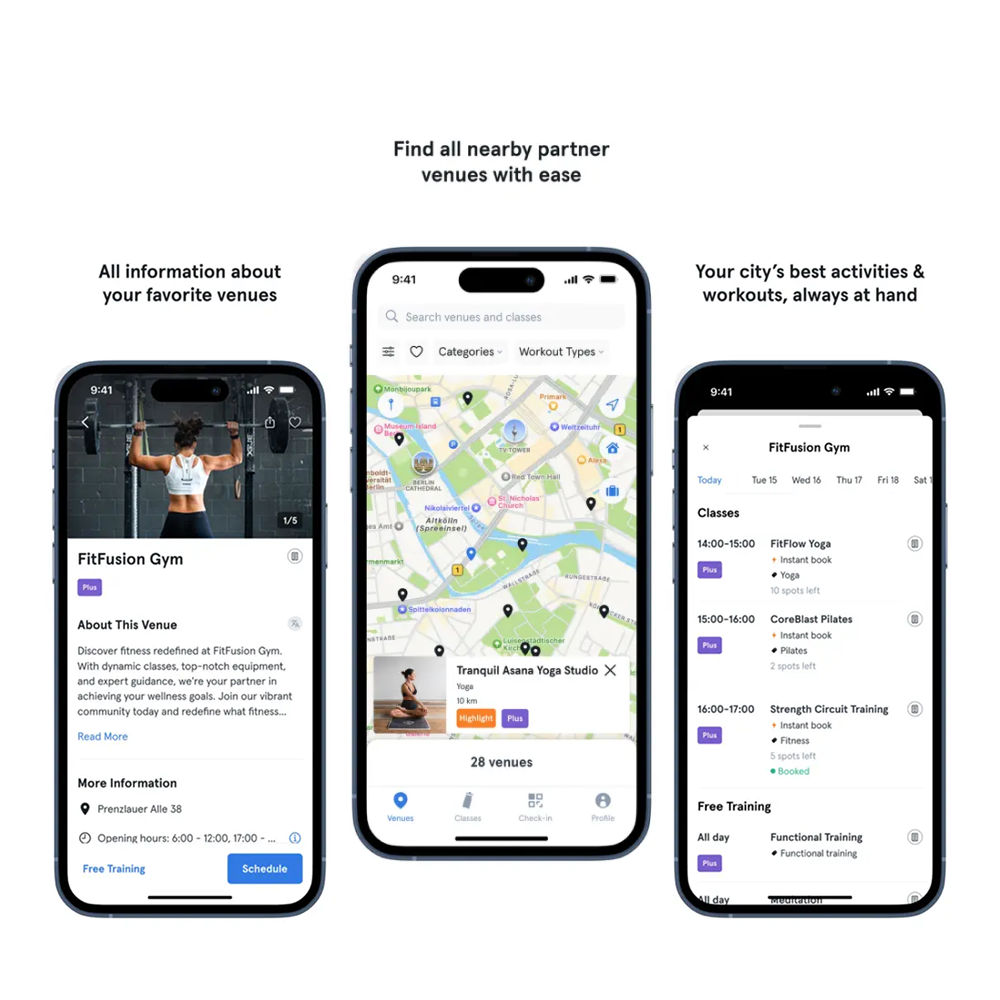 Find all nearby partner
venues with ease
All information about
your favorite venues
Your city's best activities &
workouts, always at hand
9:41
1/5
FitFusion Gym
Plus
About This Venue
Discover fitness redefined at FitFusion Gym.
With dynamic classes, top-notch equipment,
and expert guidance, we're your partner in
achieving your wellness goals. Join our vibrant
community today and redefine what fitness...
Read More
More Information
Prenzlauer Alle 38
Opening hours: 6:00 - 12:00, 17:00 - ...
Free Training
Schedule
9:41
Search venues and classes
Categories
Workout Types
Monbijoupark
Primark
Museum Island
Weltzeituhr
1
TV TOWER
Alexa
BERLIN
CATHEDRAL
Red Town Hall
St. Nicholas'
Church
Nikolaiviertel
Altkölln
(Spreeinsel)
1
WALLSTRAẞE
RUNGESTRAẞE
Spittelkolonnaden
Luisenstädtischer
Tranquil Asana Yoga Studio
Yoga
10 km
Highlight
Plus
28 venues
Venues
Classes
Check-in
Profile
9:41
FitFusion Gym
Today
Tue 15
Wed 16
Thu 17
Fri 18
Sat 1
Classes
14:00-15:00
FitFlow Yoga
Plus
Instant book
Yoga
10 spots left
15:00-16:00
CoreBlast Pilates
Plus
Instant book
Pilates
2 spots left
16:00-17:00
Strength Circuit Training
Plus
Instant book
Fitness
5 spots left
Booked
Free Training
All day
Functional Training
Plus
Functional training
All day
Meditation